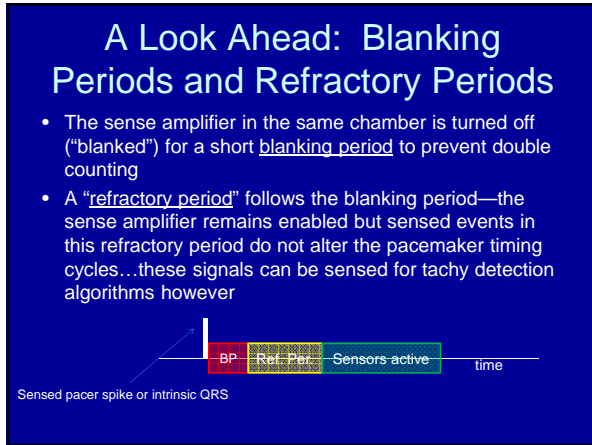 A Look Ahead:  Blanking
Periods and Refractory Periods
• The sense amplifier in the same chamber is turned off
("blanked") for a short blanking period to prevent double
counting
• A "refractory period" follows the blanking period—the
sense amplifier remains enabled but sensed events in
this refractory period do not alter the pacemaker timing
cycles…these signals can be sensed for tachy detection
algorithms however
BP Ref. Per. Sensors active time
Sensed pacer spike or intrinsic QRS